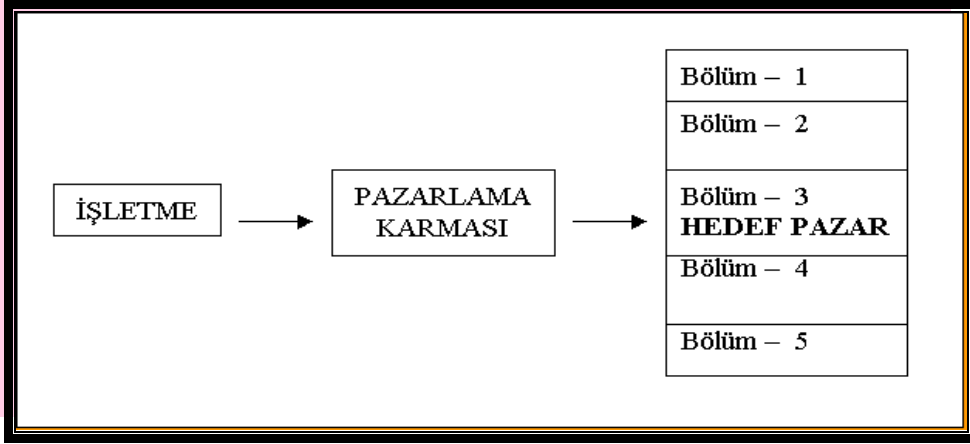 İŞLETME
PAZARLAMA
KARMASI
Bölüm – 1
Bölüm – 2
Bölüm – 3
HEDEF PAZAR
Bölüm – 4
Bölüm – 5